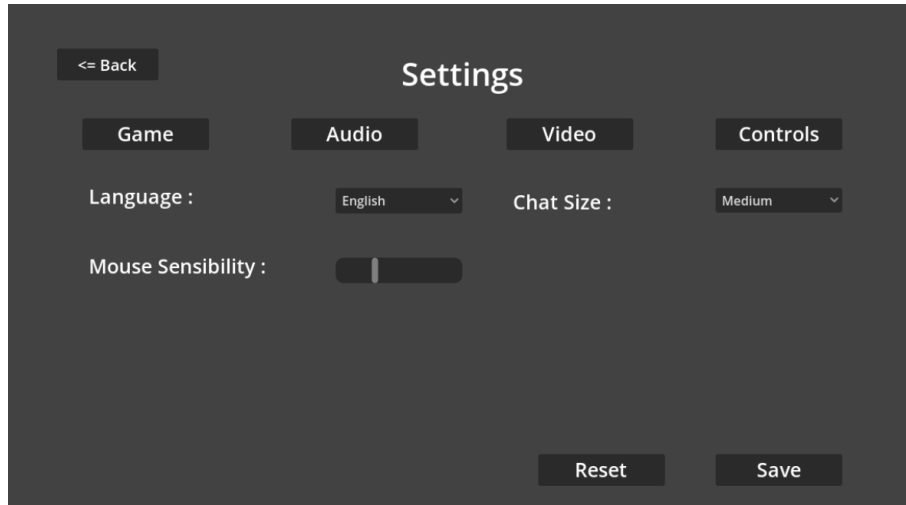 <= Back
Settings
Game Audio Video Controls
Language : English Chat Size : Medium
Mouse Sensibility :
Reset Save